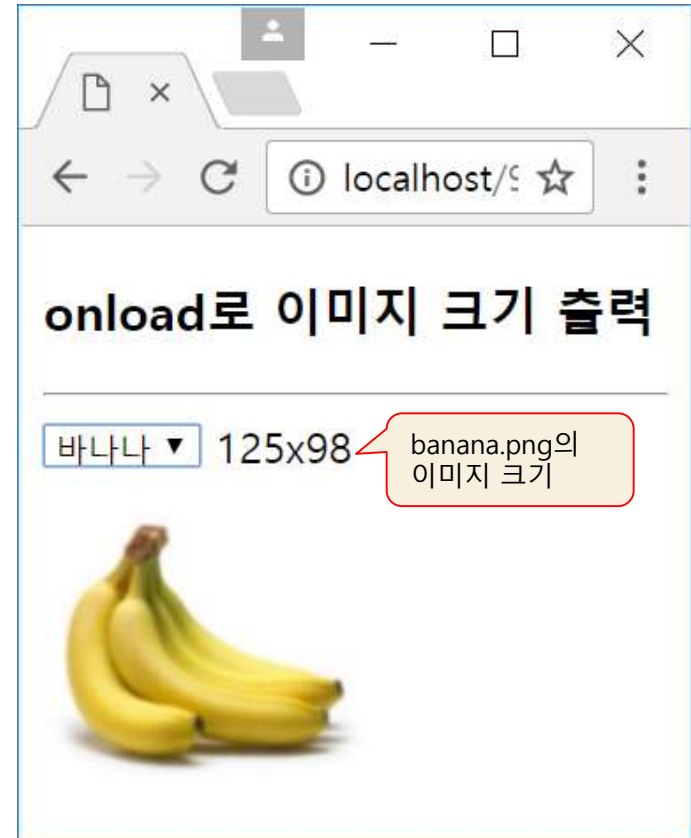 localhost/9
onload로 이미지 크기 출력
바나나 ▼ 125x98
banana.png의
이미지 크기